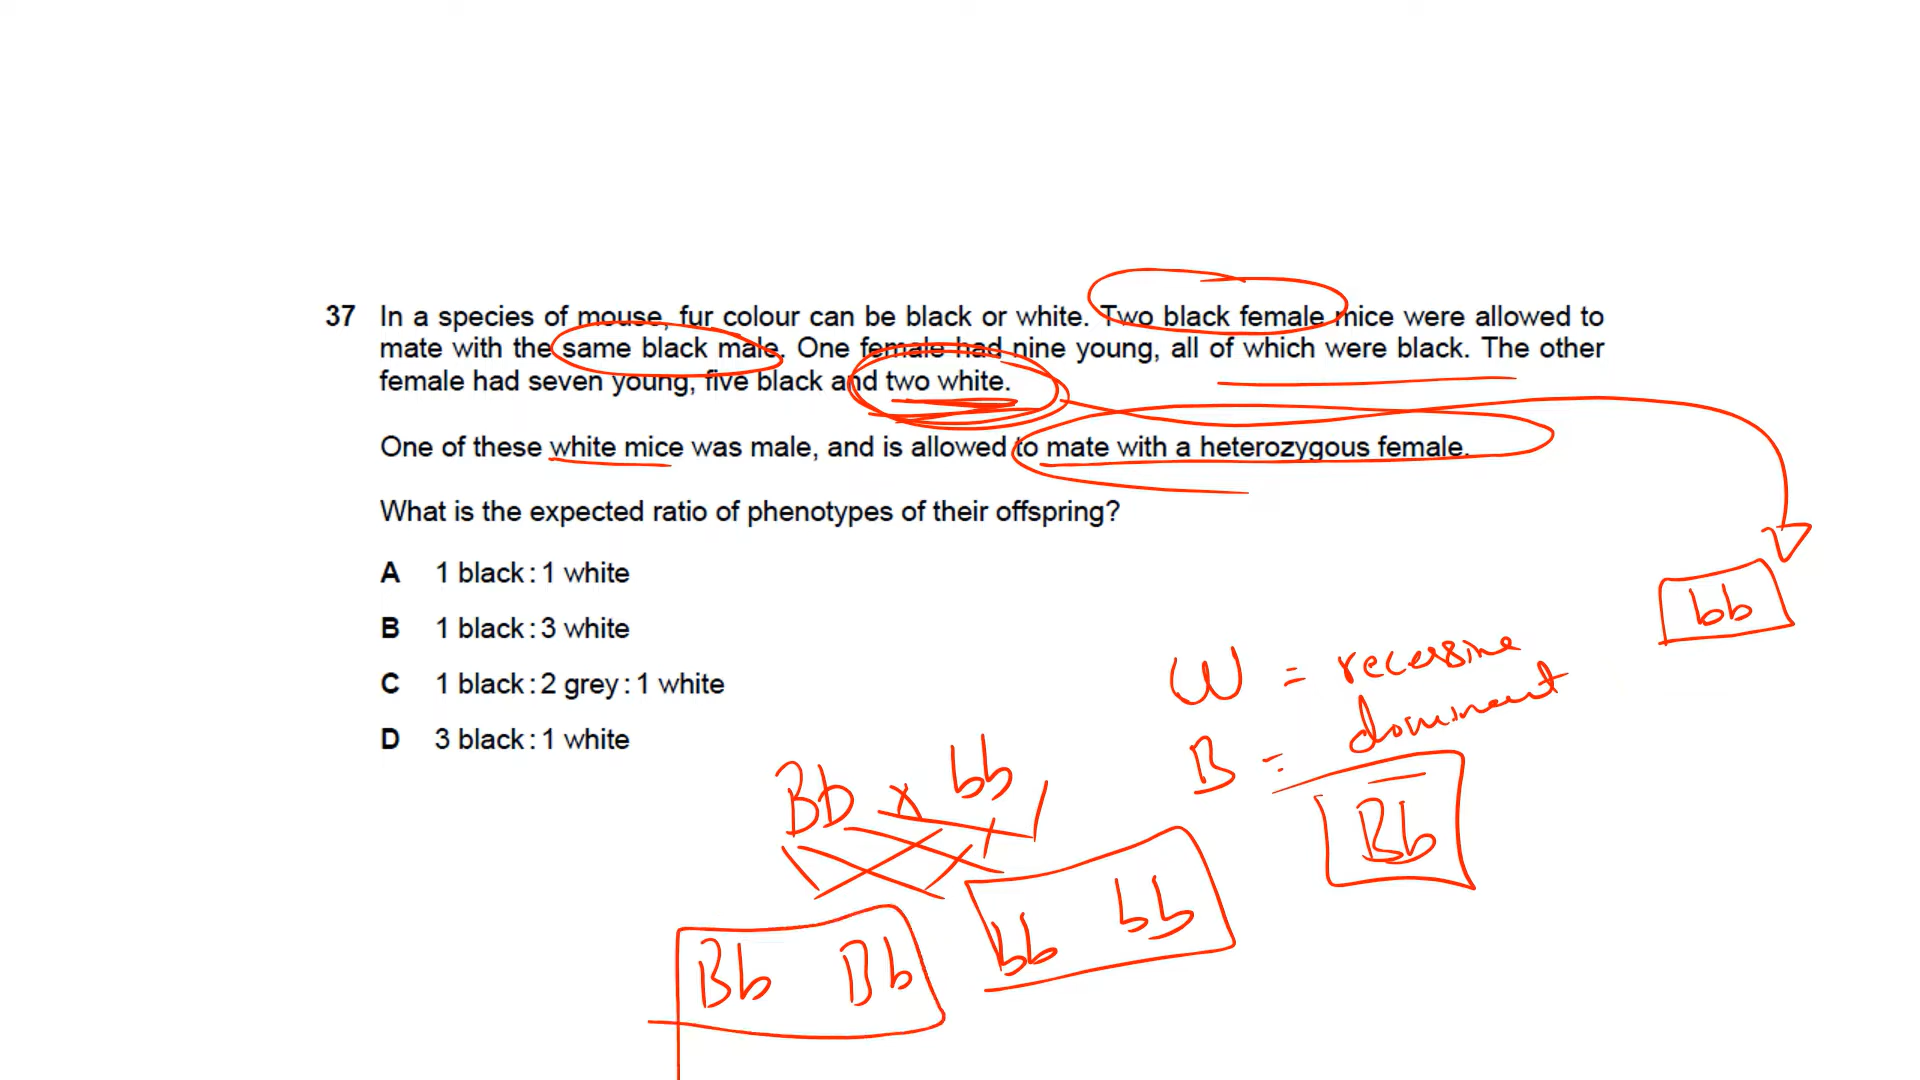 37 In a species of mouse, fur colour can be black or white. Two black female mice were allowed to
mate with the same black male. One female had nine young, all of which were black. The other
female had seven young, five black and two white.
One of these white mice was male, and is allowed to mate with a heterozygous female.
What is the expected ratio of phenotypes of their offspring?
A 1 black : 1 white
B 1 black : 3 white
C 1 black : 2 grey : 1 white
D 3 black : 1 white
bb
W = recessive
B = dominant
Bb
Bb x bb
Bb Bb bb bb